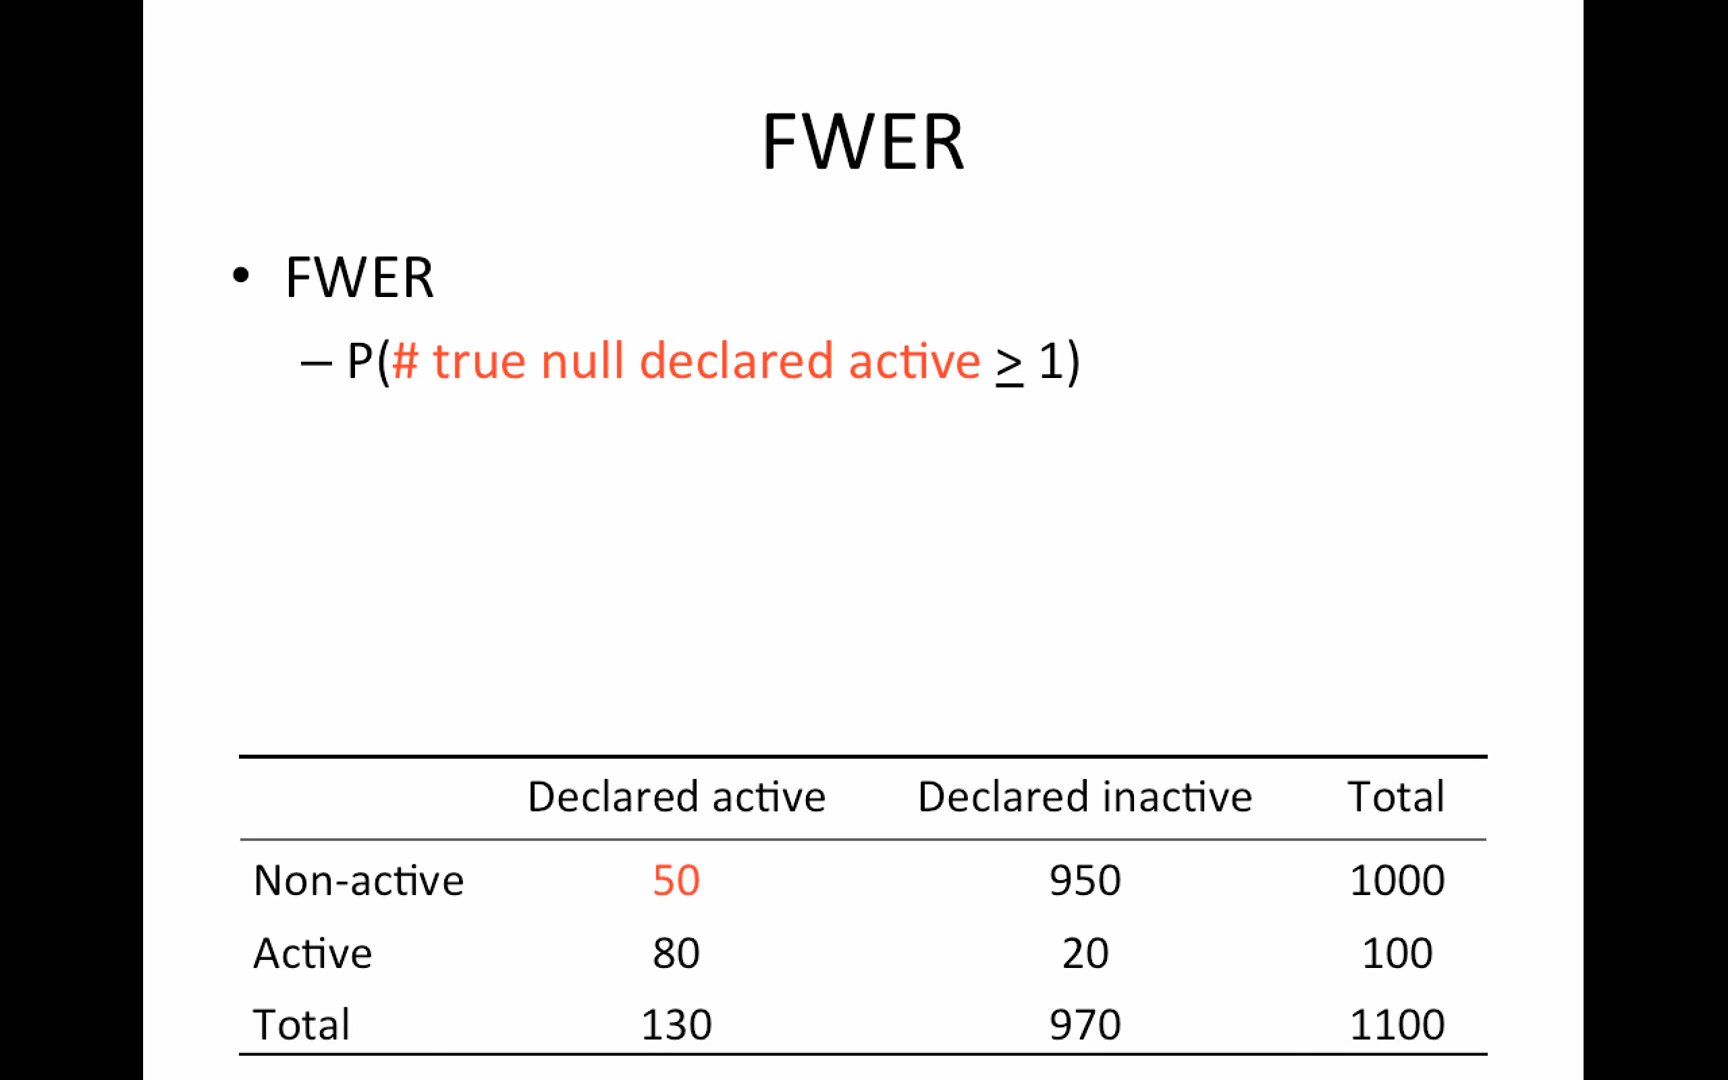 FWER
• FWER
– P(# true null declared active ≥ 1)
Declared active Declared inactive Total
Non-active 50 950 1000
Active 80 20 100
Total 130 970 1100